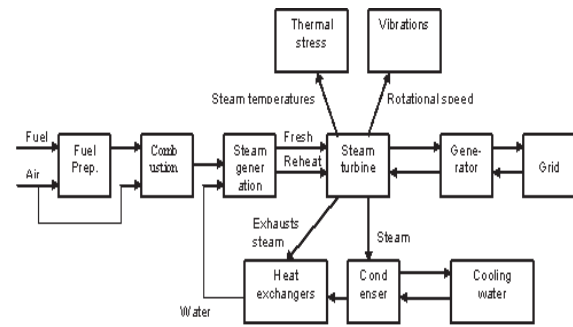 Thermal
stress
Vibrations
Steam temperatures
Rotational speed
Fuel
Air
Fuel
Prep.
Comb
ustion
Steam
gener
ation
Fresh
Reheat
Steam
turbine
Gene-
rator
Grid
Exhausts
steam
Steam
Water
Heat
exchangers
Cond
enser
Cooling
water